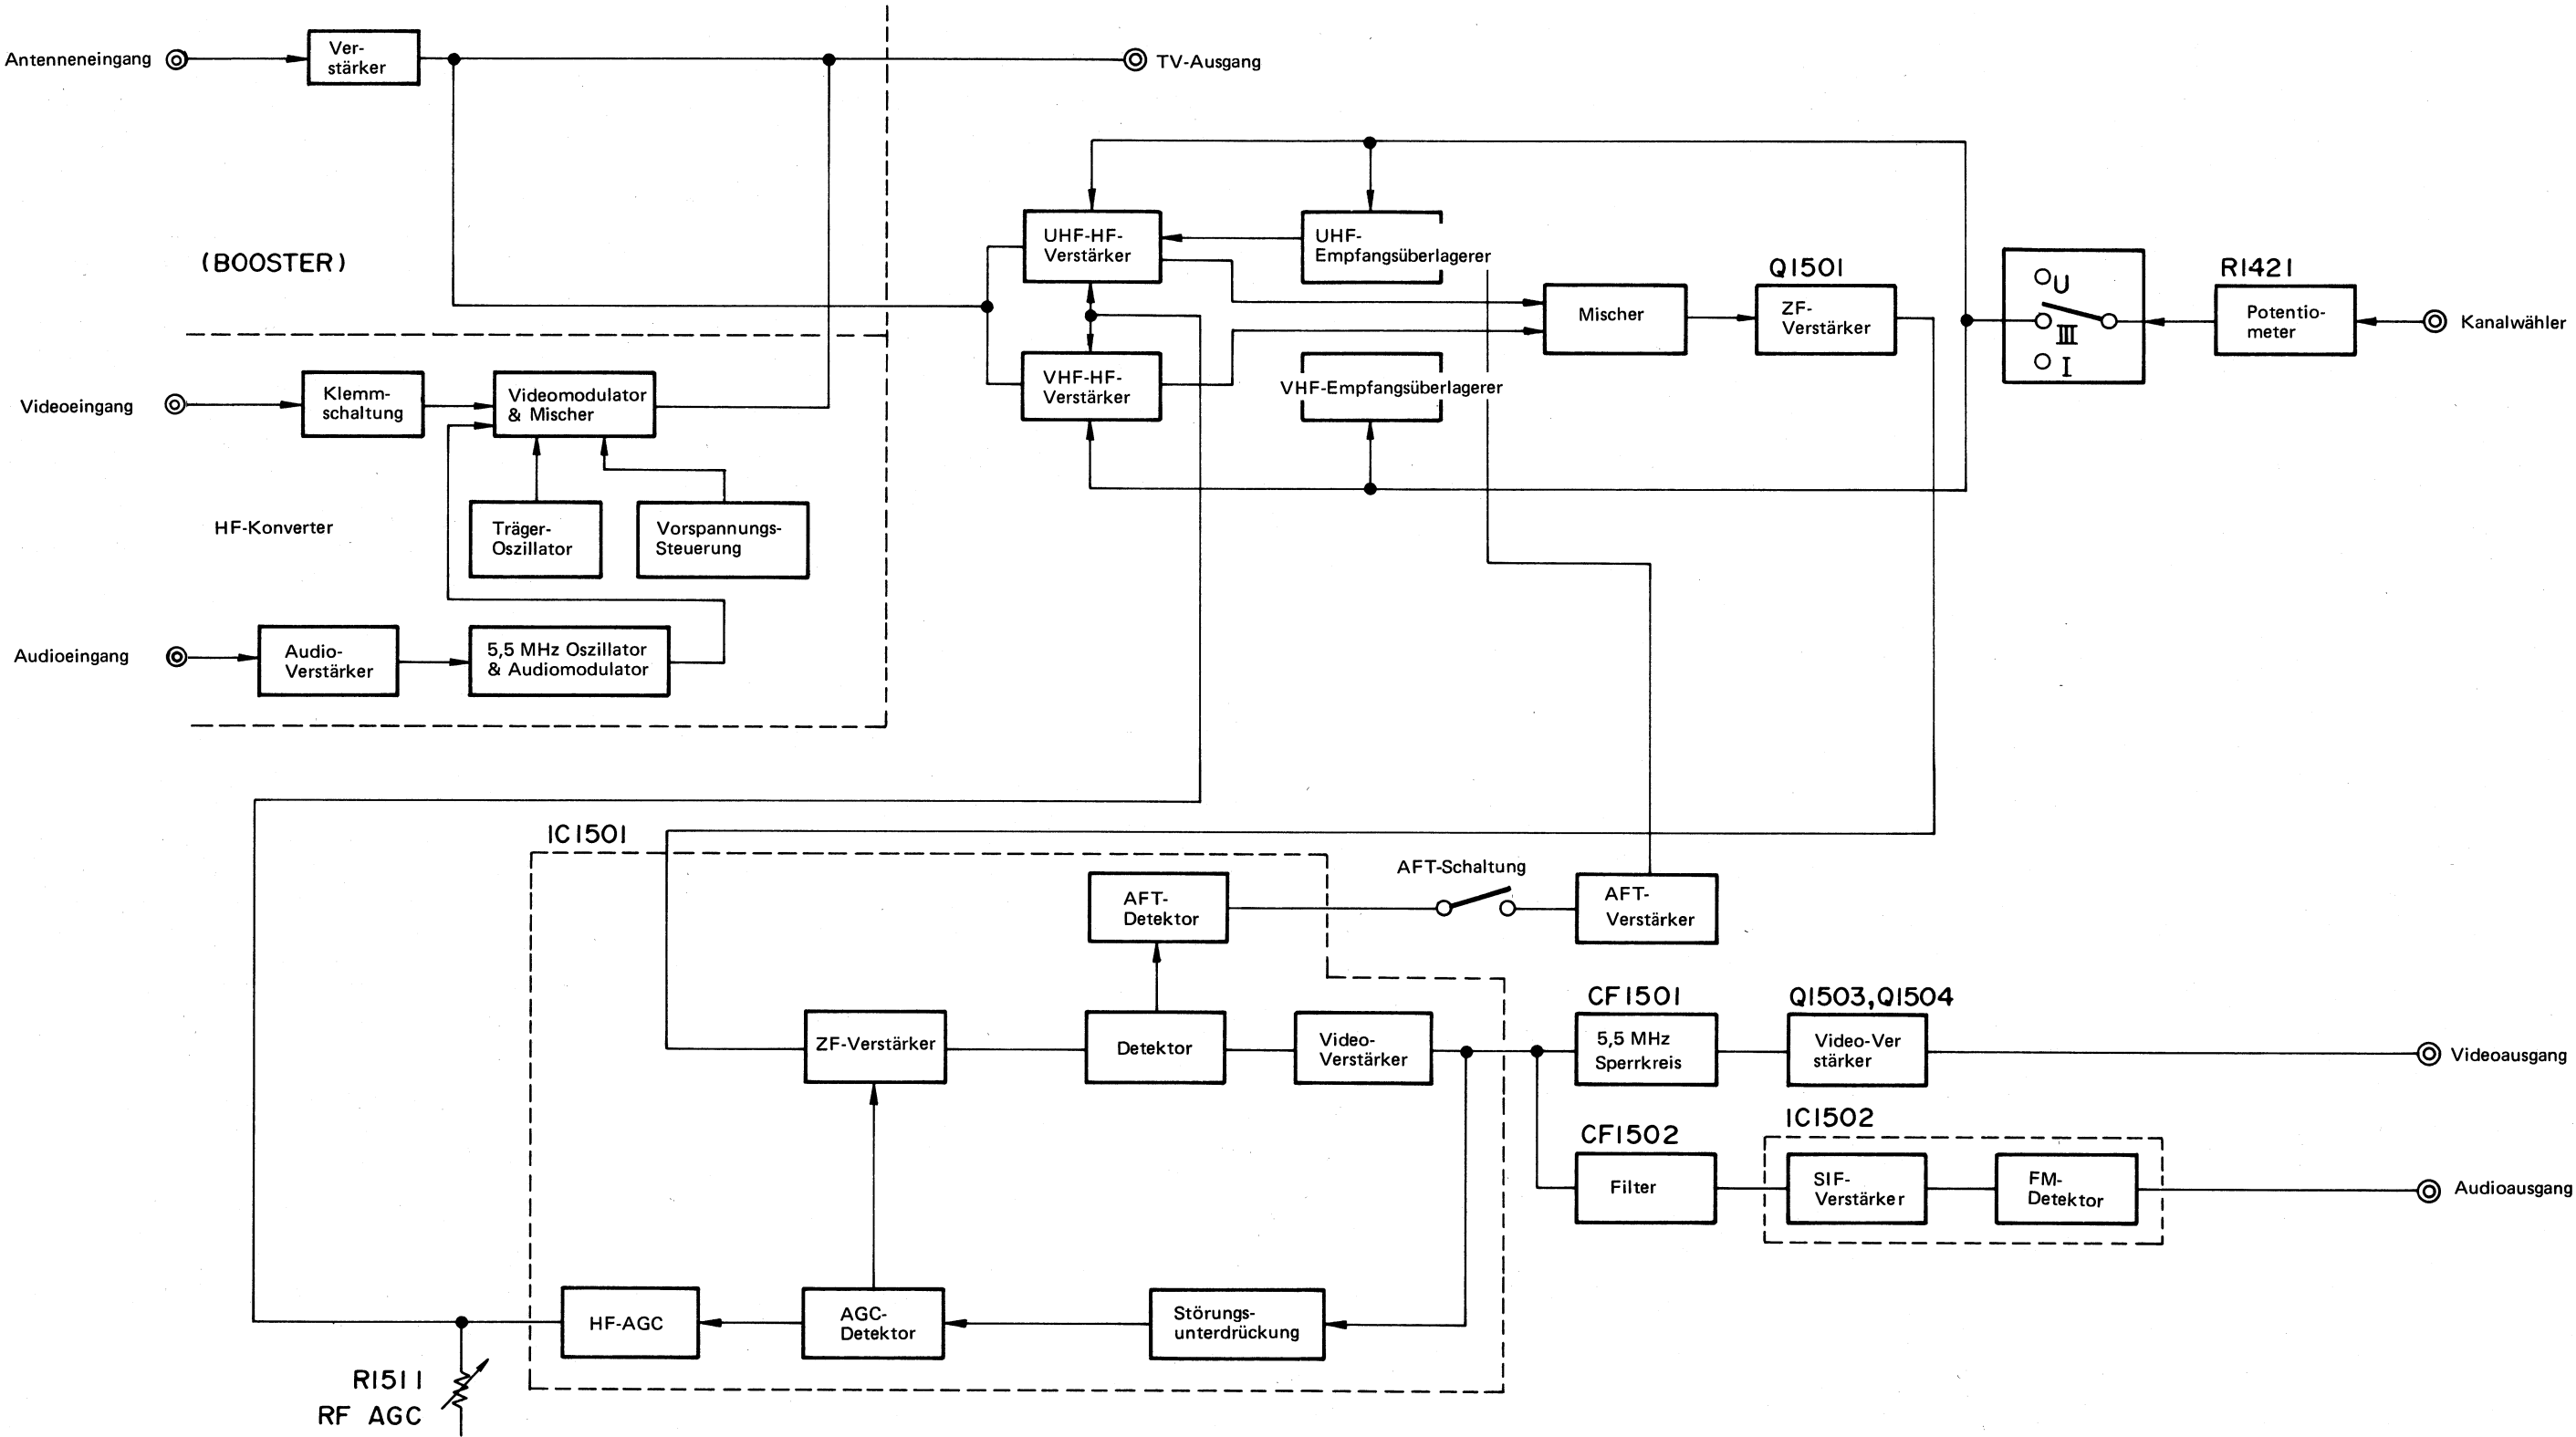 Antenneneingang
Ver-
stärker
TV-Ausgang
(BOOSTER)
UHF-HF-
Verstärker
UHF-
Empfangsüberlagerer
Mischer
Q1501
ZF-
Verstärker
U
III
I
R1421
Potentio-
meter
Kanalwähler
VHF-HF-
Verstärker
VHF-Empfangsüberlagerer
Videoeingang
Klemm-
schaltung
Videomodulator
& Mischer
HF-Konverter
Träger-
Oszillator
Vorspannungs-
Steuerung
Audioeingang
Audio-
Verstärker
5,5 MHz Oszillator
& Audiomodulator
IC1501
AFT-
Detektor
AFT-Schaltung
AFT-
Verstärker
ZF-Verstärker
Detektor
Video-
Verstärker
CF1501
5,5 MHz
Sperrkreis
Q1503,Q1504
Video-Ver
stärker
Videoausgang
CF1502
Filter
IC1502
SIF-
Verstärker
FM-
Detektor
Audioausgang
HF-AGC
AGC-
Detektor
Störungs-
unterdrückung
R1511
RF AGC